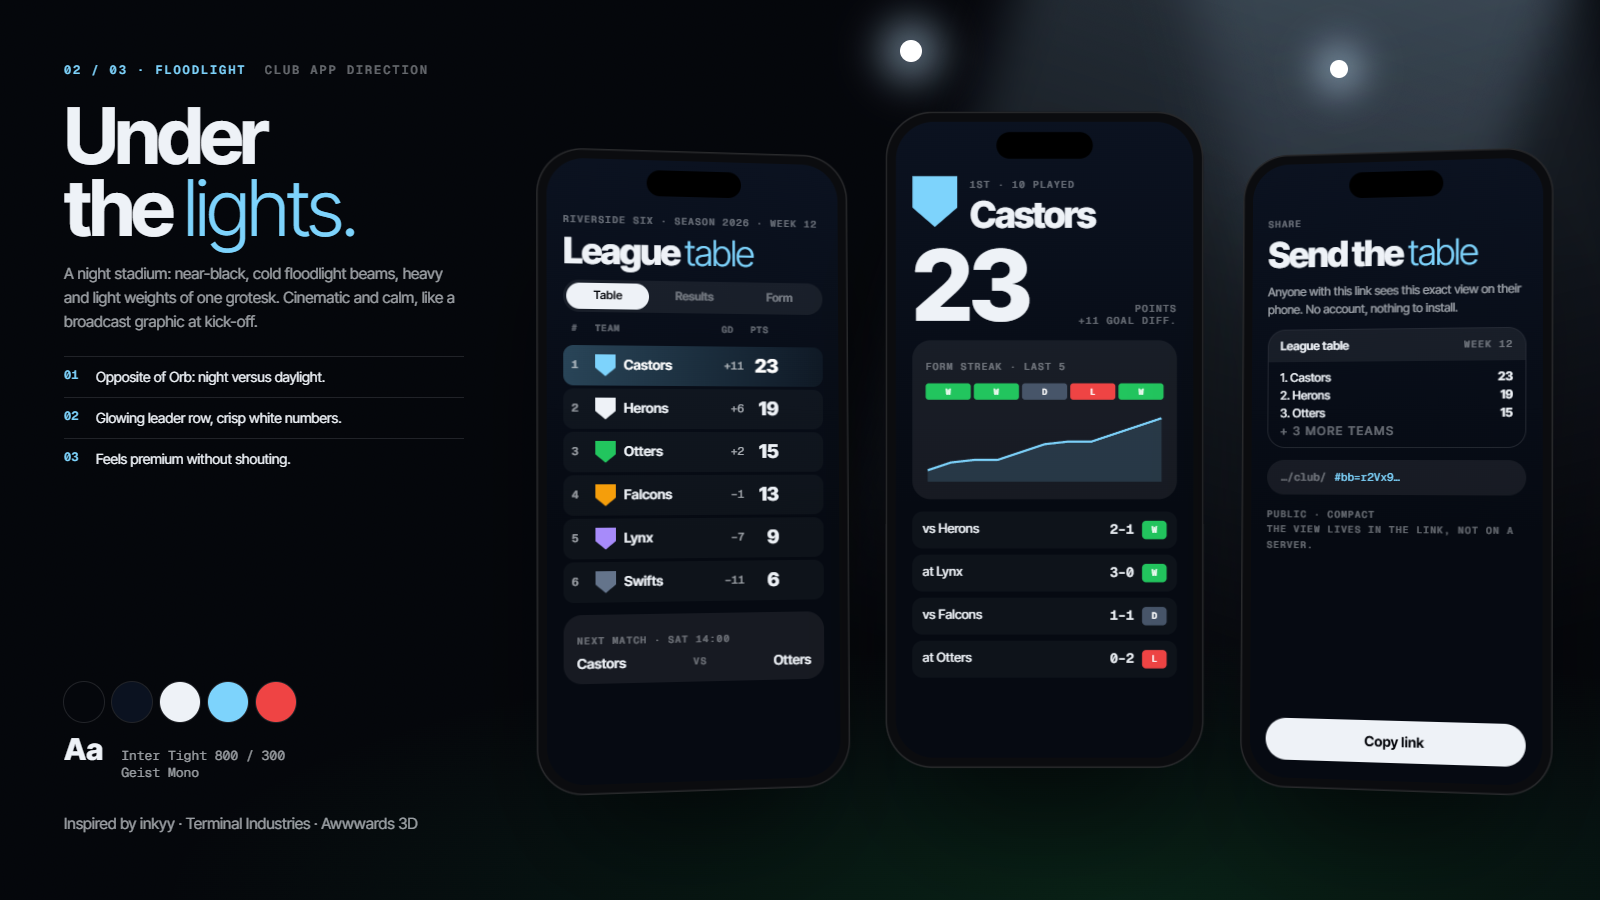 02 / 03 · FLOODLIGHT CLUB APP DIRECTION
Under
the lights.
A night stadium: near-black, cold floodlight beams, heavy
and light weights of one grotesk. Cinematic and calm, like a
broadcast graphic at kick-off.
01 Opposite of Orb: night versus daylight.
02 Glowing leader row, crisp white numbers.
03 Feels premium without shouting.
Aa Inter Tight 800 / 300
Geist Mono
Inspired by inkyy · Terminal Industries · Awwwards 3D
RIVERSIDE SIX · SEASON 2026 · WEEK 12
League table
Table Results Form
# TEAM GD PTS
1 Castors +11 23
2 Herons +6 19
3 Otters +2 15
4 Falcons −1 13
5 Lynx −7 9
6 Swifts −11 6
NEXT MATCH · SAT 14:00
Castors VS Otters
1ST · 10 PLAYED
Castors
23
POINTS
+11 GOAL DIFF.
FORM STREAK · LAST 5
W W D L W
vs Herons 2–1 W
at Lynx 3–0 W
vs Falcons 1–1 D
at Otters 0–2 L
SHARE
Send the table
Anyone with this link sees this exact view on their
phone. No account, nothing to install.
League table WEEK 12
1. Castors 23
2. Herons 19
3. Otters 15
+ 3 MORE TEAMS
…/club/ #bb=r2Vx9…
PUBLIC · COMPACT
THE VIEW LIVES IN THE LINK, NOT ON A
SERVER.
Copy link